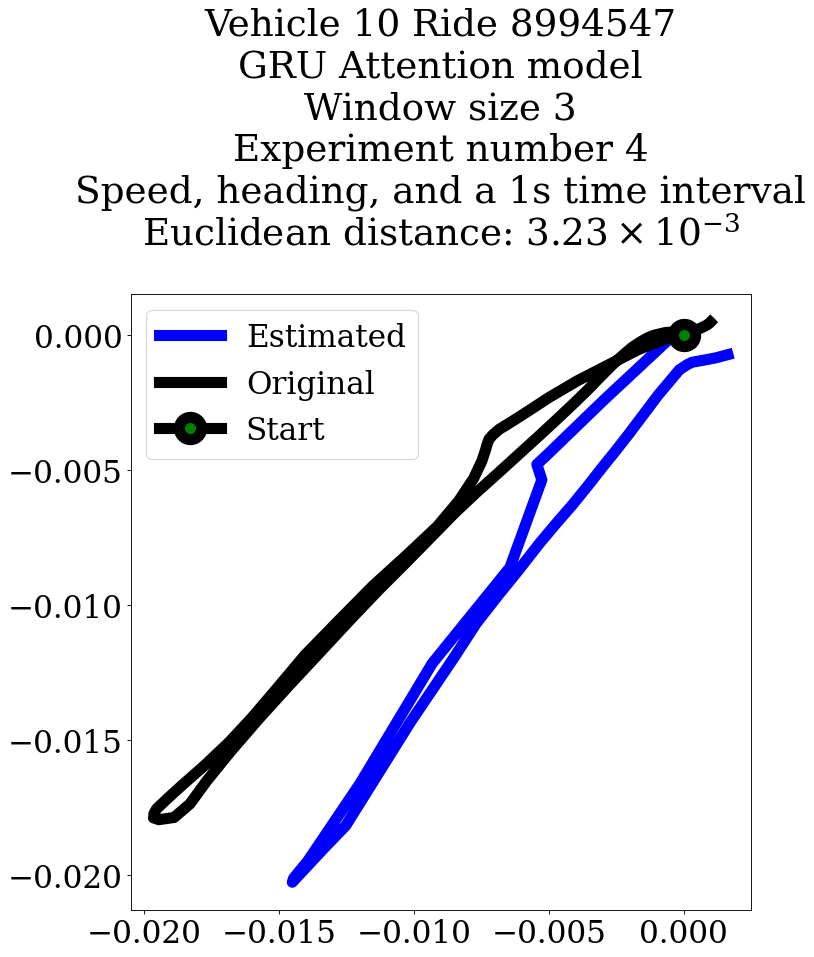 Vehicle 10 Ride 8994547
GRU Attention model
Window size 3
Experiment number 4
Speed, heading, and a 1s time interval
Euclidean distance: 3.23 × 10⁻³
Estimated
Original
Start
0.000
−0.005
−0.010
−0.015
−0.020
−0.020 −0.015 −0.010 −0.005 0.000